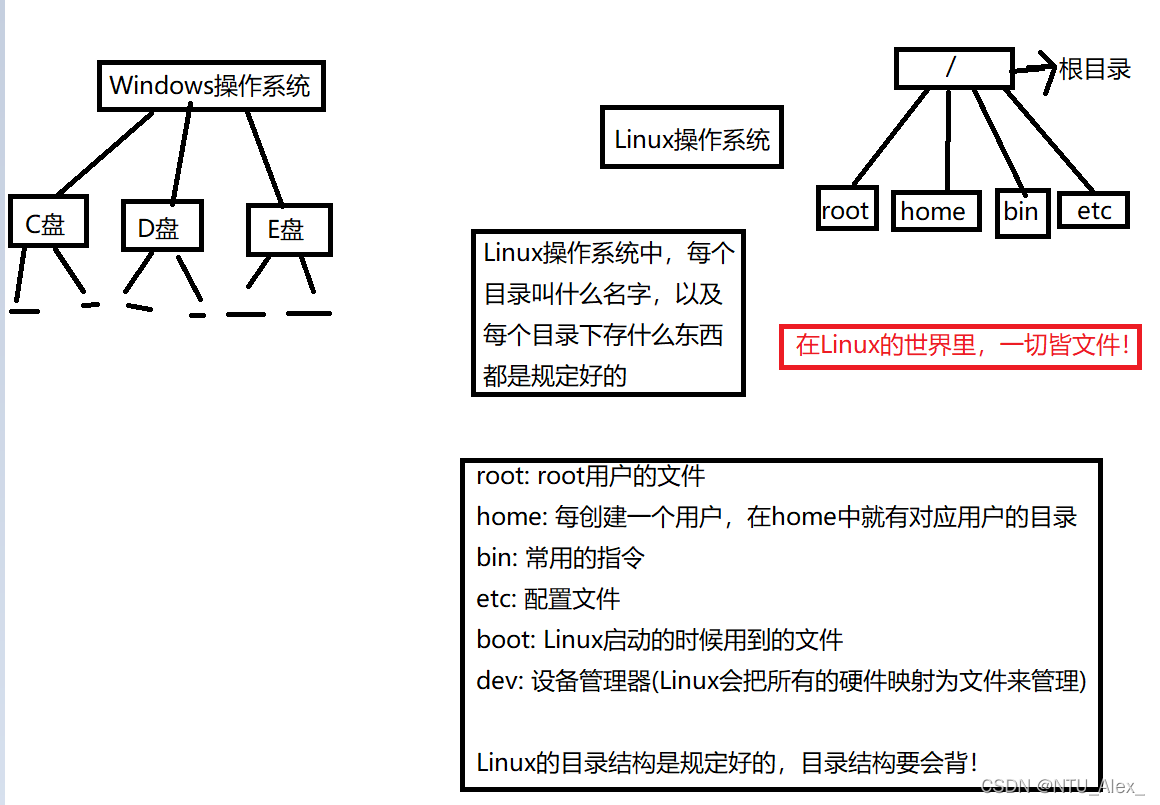 Windows操作系统
C盘
D盘
E盘
Linux操作系统
/
根目录
root
home
bin
etc
Linux操作系统中，每个
目录叫什么名字，以及
每个目录下存什么东西
都是规定好的
在Linux的世界里，一切皆文件！
root: root用户的文件
home: 每创建一个用户，在home中就有对应用户的目录
bin: 常用的指令
etc: 配置文件
boot: Linux启动的时候用到的文件
dev: 设备管理器(Linux会把所有的硬件映射为文件来管理)
Linux的目录结构是规定好的，目录结构要会背！
CSDN @NTU_Alex_